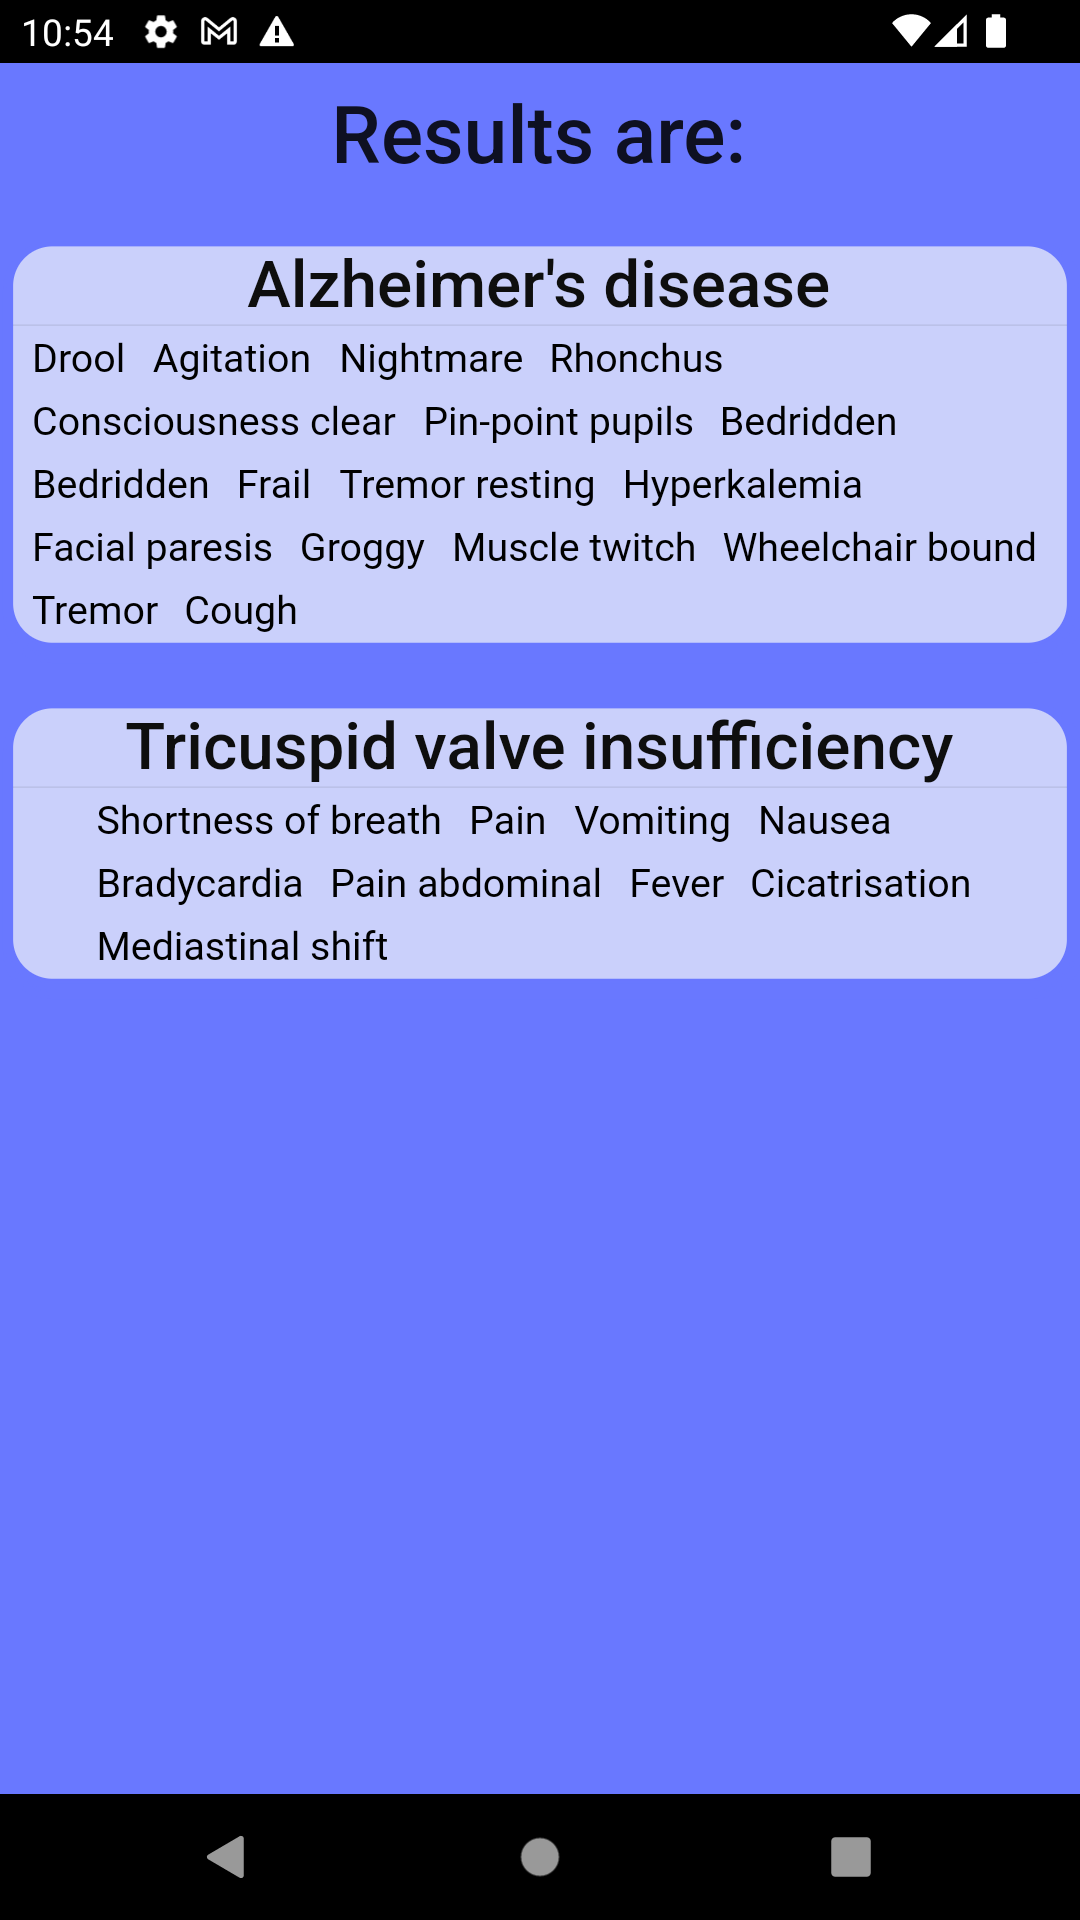 10:54
Results are:
Alzheimer's disease
Drool Agitation Nightmare Rhonchus
Consciousness clear Pin-point pupils Bedridden
Bedridden Frail Tremor resting Hyperkalemia
Facial paresis Groggy Muscle twitch Wheelchair bound
Tremor Cough
Tricuspid valve insufficiency
Shortness of breath Pain Vomiting Nausea
Bradycardia Pain abdominal Fever Cicatrisation
Mediastinal shift